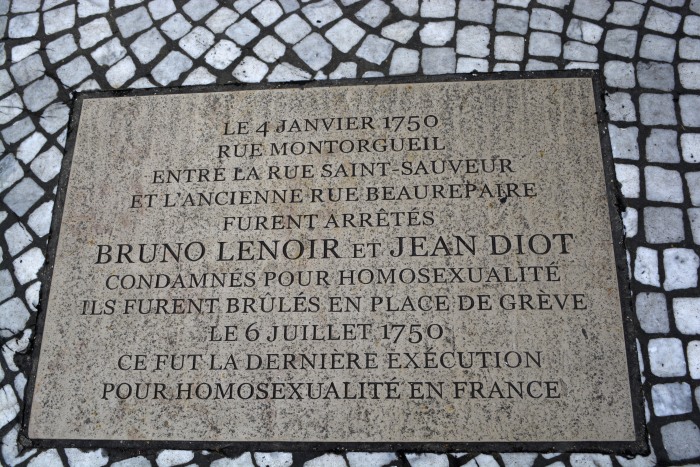 LE 4 JANVIER 1750
RUE MONTORGUEIL
ENTRE LA RUE SAINT-SAUVEUR
ET L'ANCIENNE RUE BEAUREPAIRE
FURENT ARRÊTÉS
BRUNO LENOIR ET JEAN DIOT
CONDAMNÉS POUR HOMOSEXUALITÉ
ILS FURENT BRÛLÉS EN PLACE DE GRÈVE
LE 6 JUILLET 1750
CE FUT LA DERNIÈRE EXÉCUTION
POUR HOMOSEXUALITÉ EN FRANCE